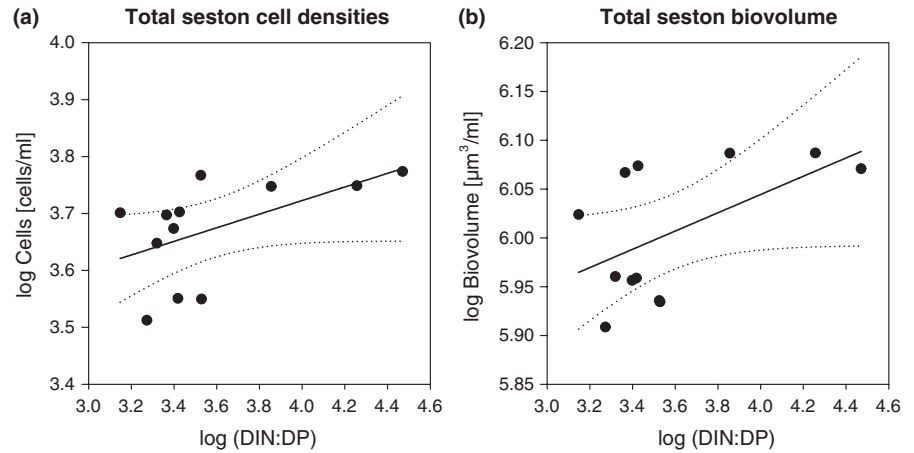 (a) Total seston cell densities
4.0
3.9
3.8
3.7
3.6
3.5
3.4
log Cells [cells/ml]
3.0 3.2 3.4 3.6 3.8 4.0 4.2 4.4 4.6
log (DIN:DP)
(b) Total seston biovolume
6.20
6.15
6.10
6.05
6.00
5.95
5.90
5.85
log Biovolume [µm³/ml]
3.0 3.2 3.4 3.6 3.8 4.0 4.2 4.4 4.6
log (DIN:DP)